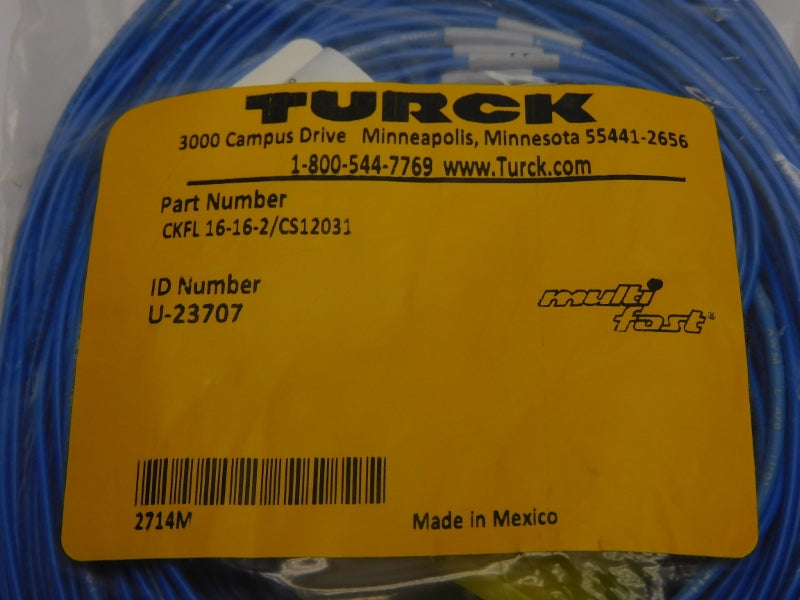 TURCK
3000 Campus Drive Minneapolis, Minnesota 55441-2656
1-800-544-7769 www.Turck.com
Part Number
CKFL 16-16-2/CS12031
ID Number
U-23707
multi
fast®
2714M
Made in Mexico